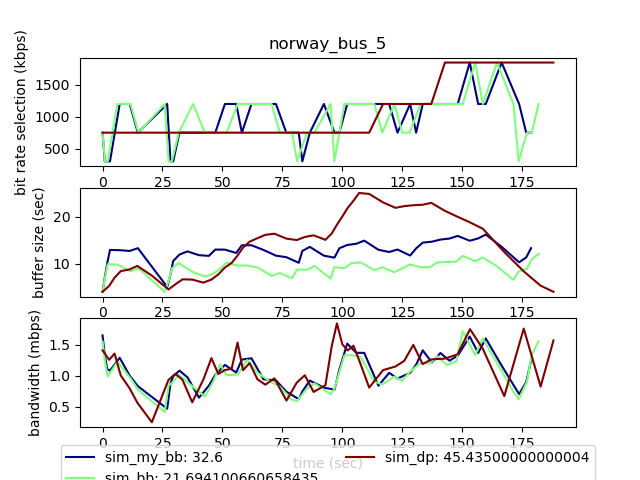 norway_bus_5
bit rate selection (kbps)
1500
1000
500
0 25 50 75 100 125 150 175
buffer size (sec)
20
10
0 25 50 75 100 125 150 175
bandwidth (mbps)
1.5
1.0
0.5
0 25 50 75 100 125 150 175
time (sec)
sim_my_bb: 32.6
sim_dp: 45.43500000000004
sim_bb: 21.694100660658435